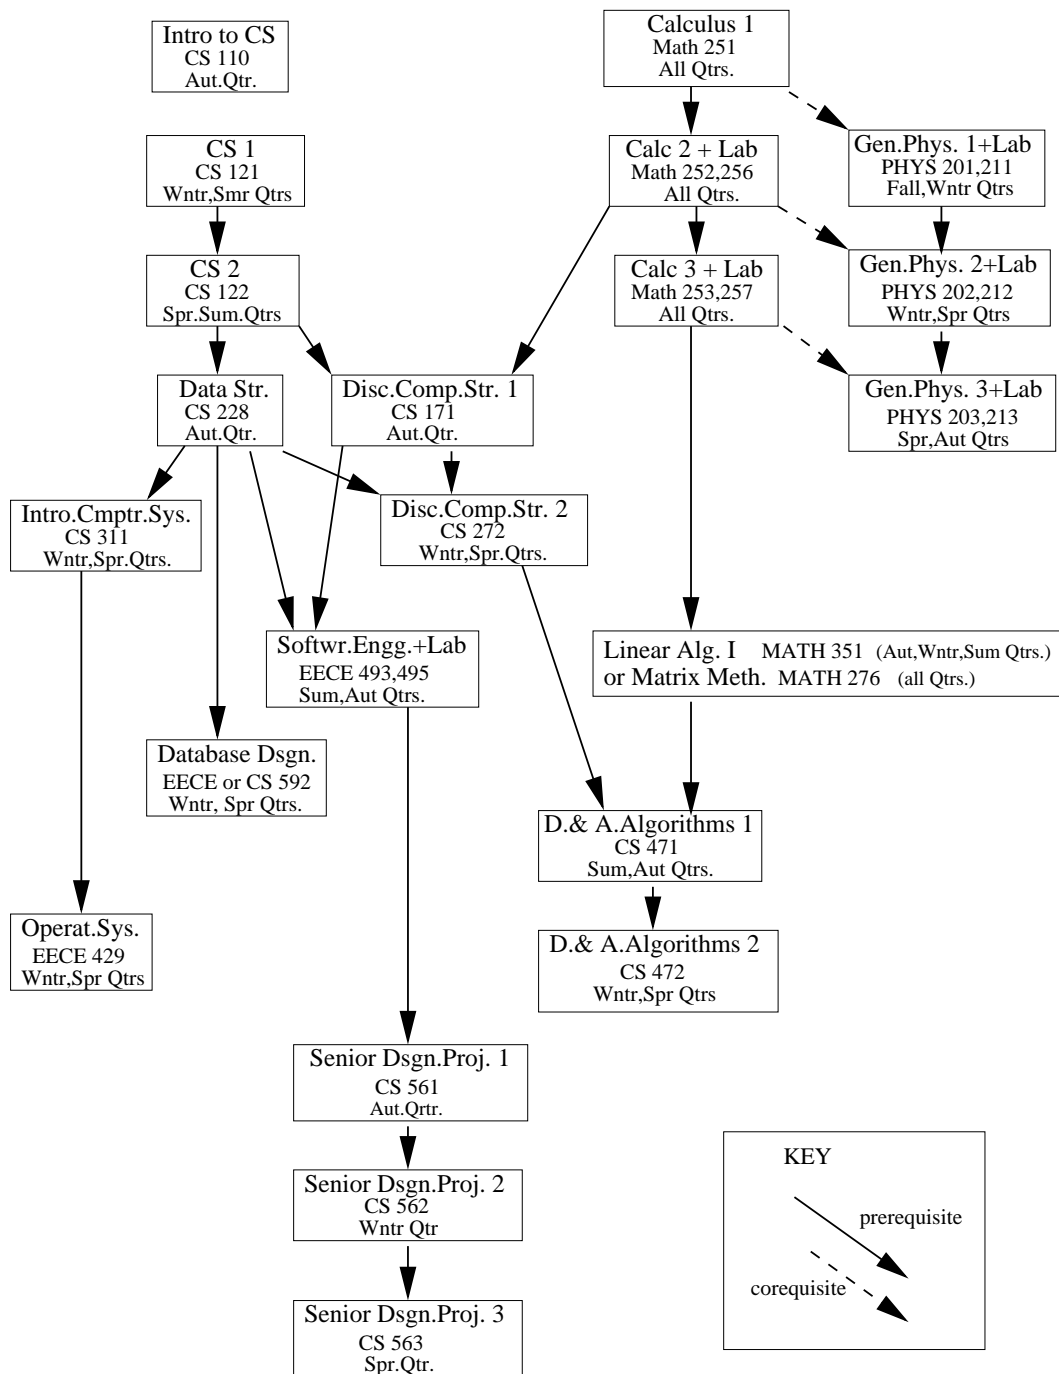 Intro to CS
CS 110
Aut.Qtr.
Calculus 1
Math 251
All Qtrs.
CS 1
CS 121
Wntr,Smr Qtrs
Calc 2 + Lab
Math 252,256
All Qtrs.
Gen.Phys. 1+Lab
PHYS 201,211
Fall,Wntr Qtrs
CS 2
CS 122
Spr.Sum.Qtrs
Calc 3 + Lab
Math 253,257
All Qtrs.
Gen.Phys. 2+Lab
PHYS 202,212
Wntr,Spr Qtrs
Data Str.
CS 228
Aut.Qtr.
Disc.Comp.Str. 1
CS 171
Aut.Qtr.
Gen.Phys. 3+Lab
PHYS 203,213
Spr,Aut Qtrs
Intro.Cmptr.Sys.
CS 311
Wntr,Spr.Qtrs.
Disc.Comp.Str. 2
CS 272
Wntr,Spr.Qtrs.
Softwr.Engg.+Lab
EECE 493,495
Sum,Aut Qtrs.
Linear Alg. I MATH 351 (Aut,Wntr,Sum Qtrs.)
or Matrix Meth. MATH 276 (all Qtrs.)
Database Dsgn.
EECE or CS 592
Wntr, Spr Qtrs.
D.& A.Algorithms 1
CS 471
Sum,Aut Qtrs.
Operat.Sys.
EECE 429
Wntr,Spr Qtrs
D.& A.Algorithms 2
CS 472
Wntr,Spr Qtrs
Senior Dsgn.Proj. 1
CS 561
Aut.Qrtr.
Senior Dsgn.Proj. 2
CS 562
Wntr Qtr
Senior Dsgn.Proj. 3
CS 563
Spr.Qtr.
KEY
prerequisite
corequisite